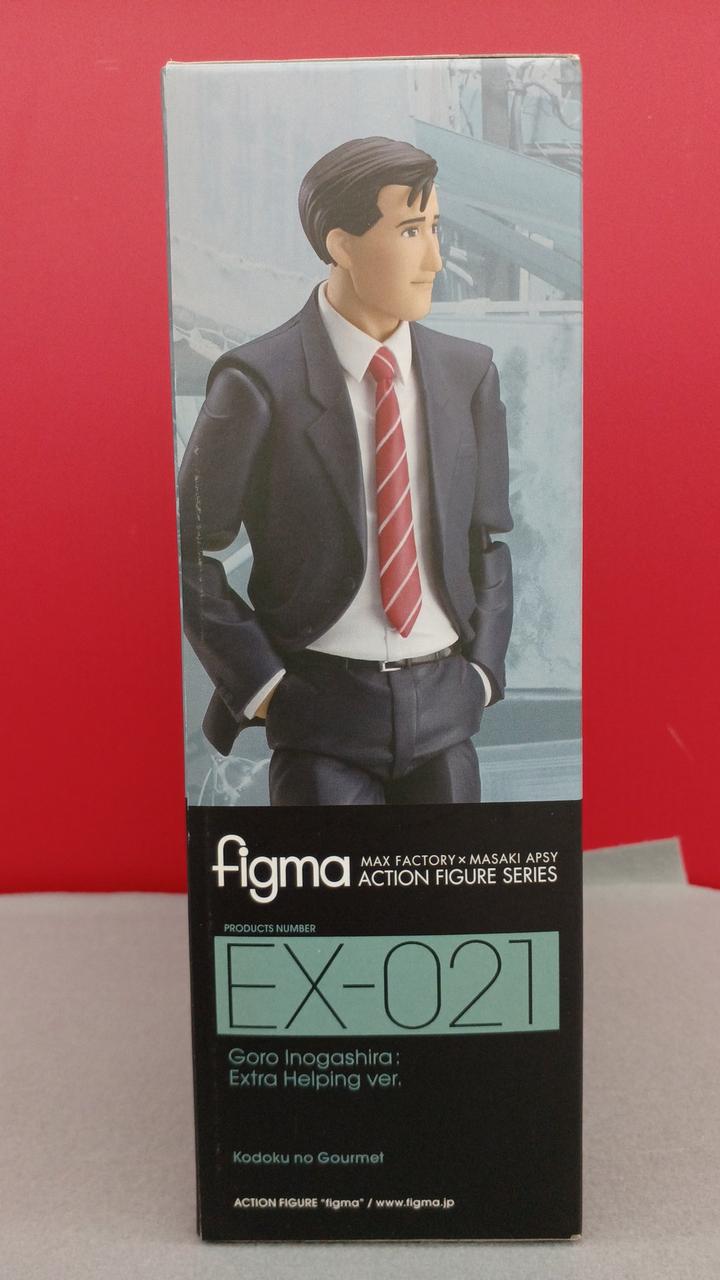 figma MAX FACTORY × MASAKI APSY
ACTION FIGURE SERIES
PRODUCTS NUMBER
EX-021
Goro Inogashira:
Extra Helping ver.
Kodoku no Gourmet
ACTION FIGURE "figma" / www.figma.jp